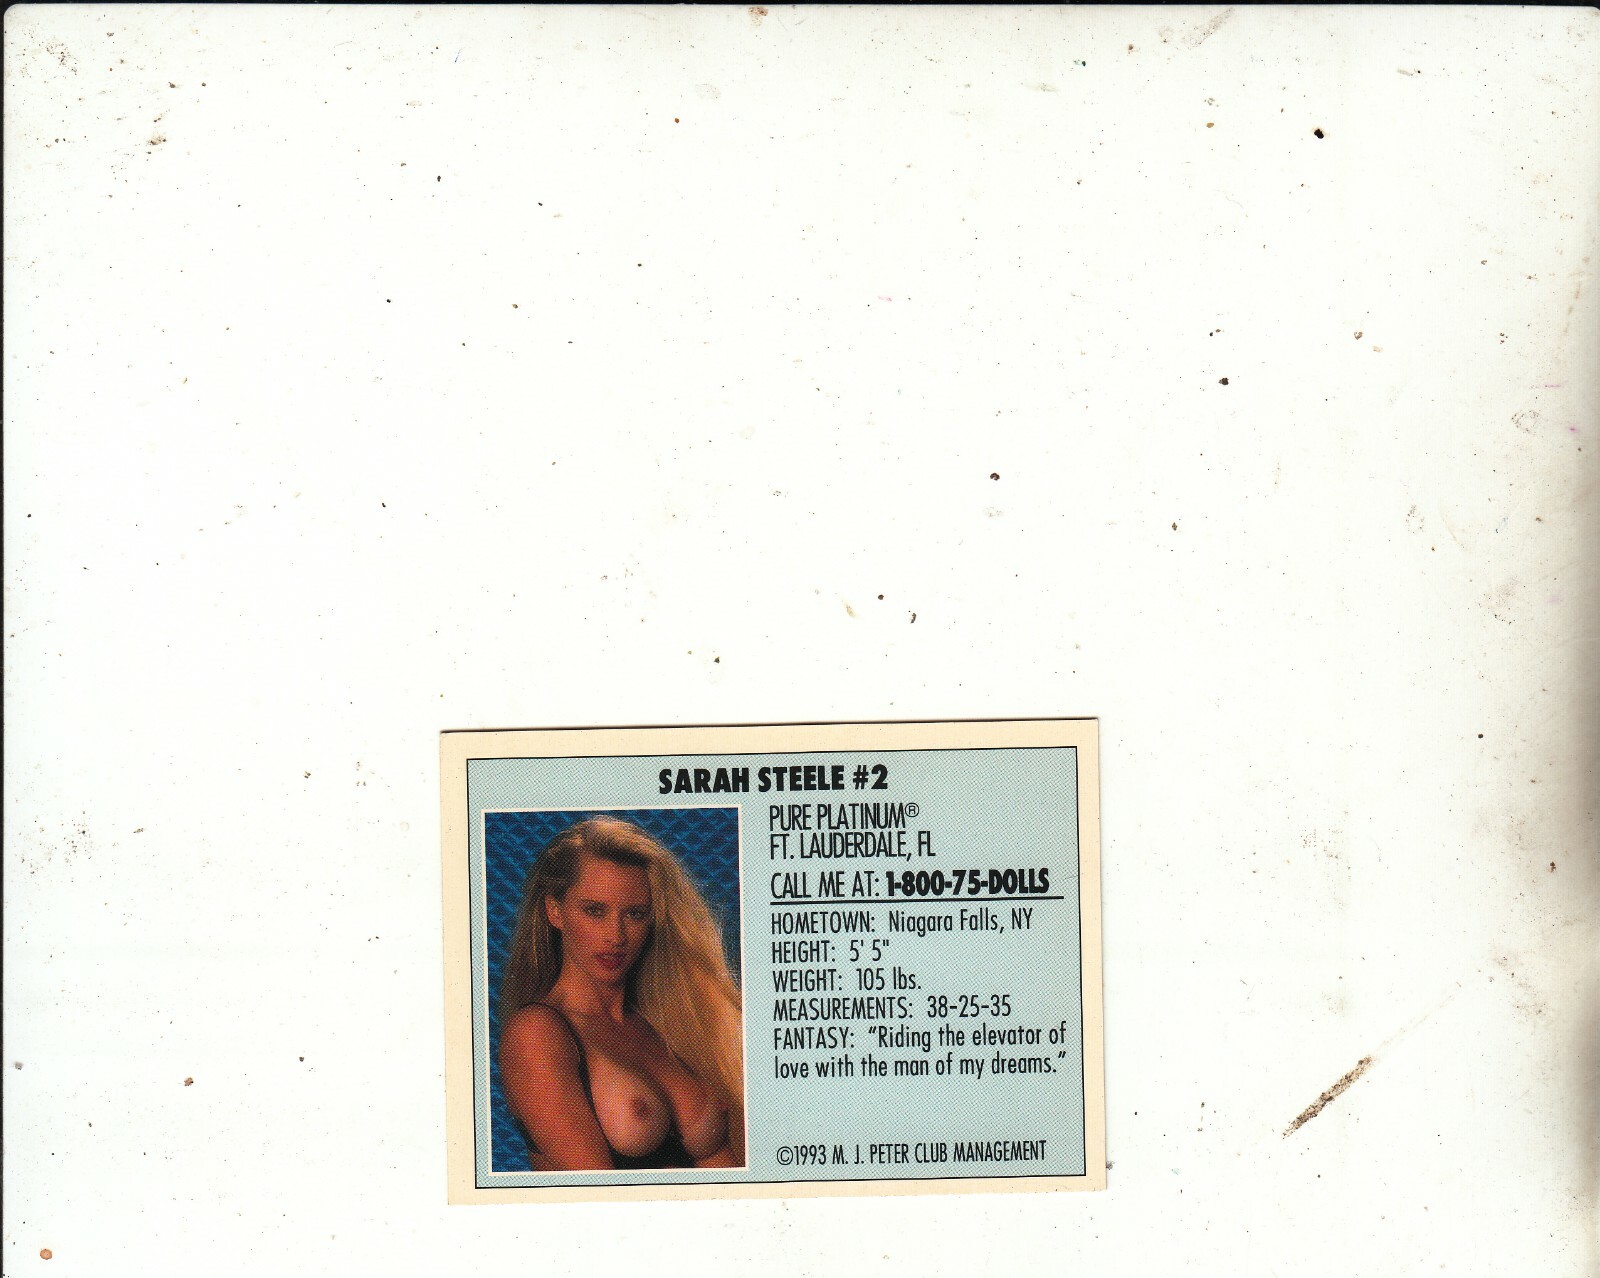 SARAH STEELE #2
PURE PLATINUM®
FT. LAUDERDALE, FL
CALL ME AT: 1-800-75-DOLLS
HOMETOWN: Niagara Falls, NY
HEIGHT: 5' 5"
WEIGHT: 105 lbs.
MEASUREMENTS: 38-25-35
FANTASY: “Riding the elevator of
love with the man of my dreams.”
©1993 M. J. PETER CLUB MANAGEMENT